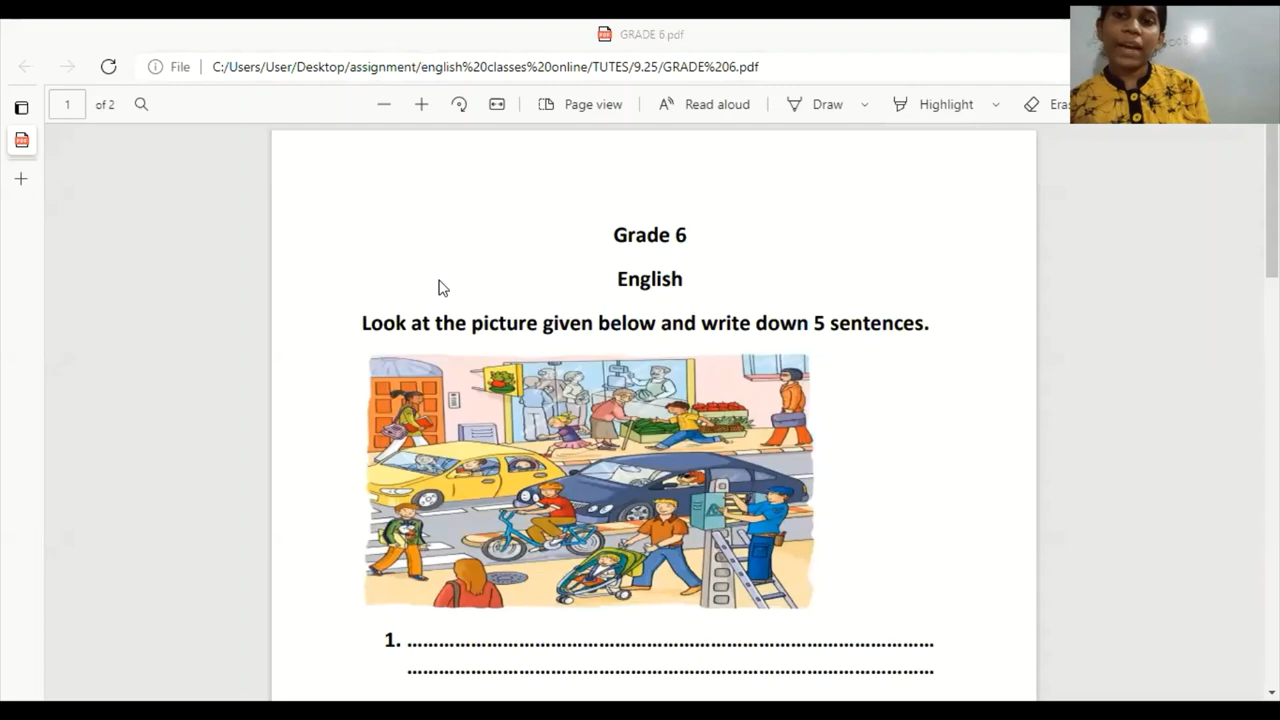 GRADE 6.pdf
File
C:/Users/User/Desktop/assignment/english%20classes%20online/TUTES/9.25/GRADE%206.pdf
1 of 2
Page view
Read aloud
Draw
Highlight
Grade 6
English
Look at the picture given below and write down 5 sentences.
1. ……………………………………………………………………………………
……………………………………………………………………………………